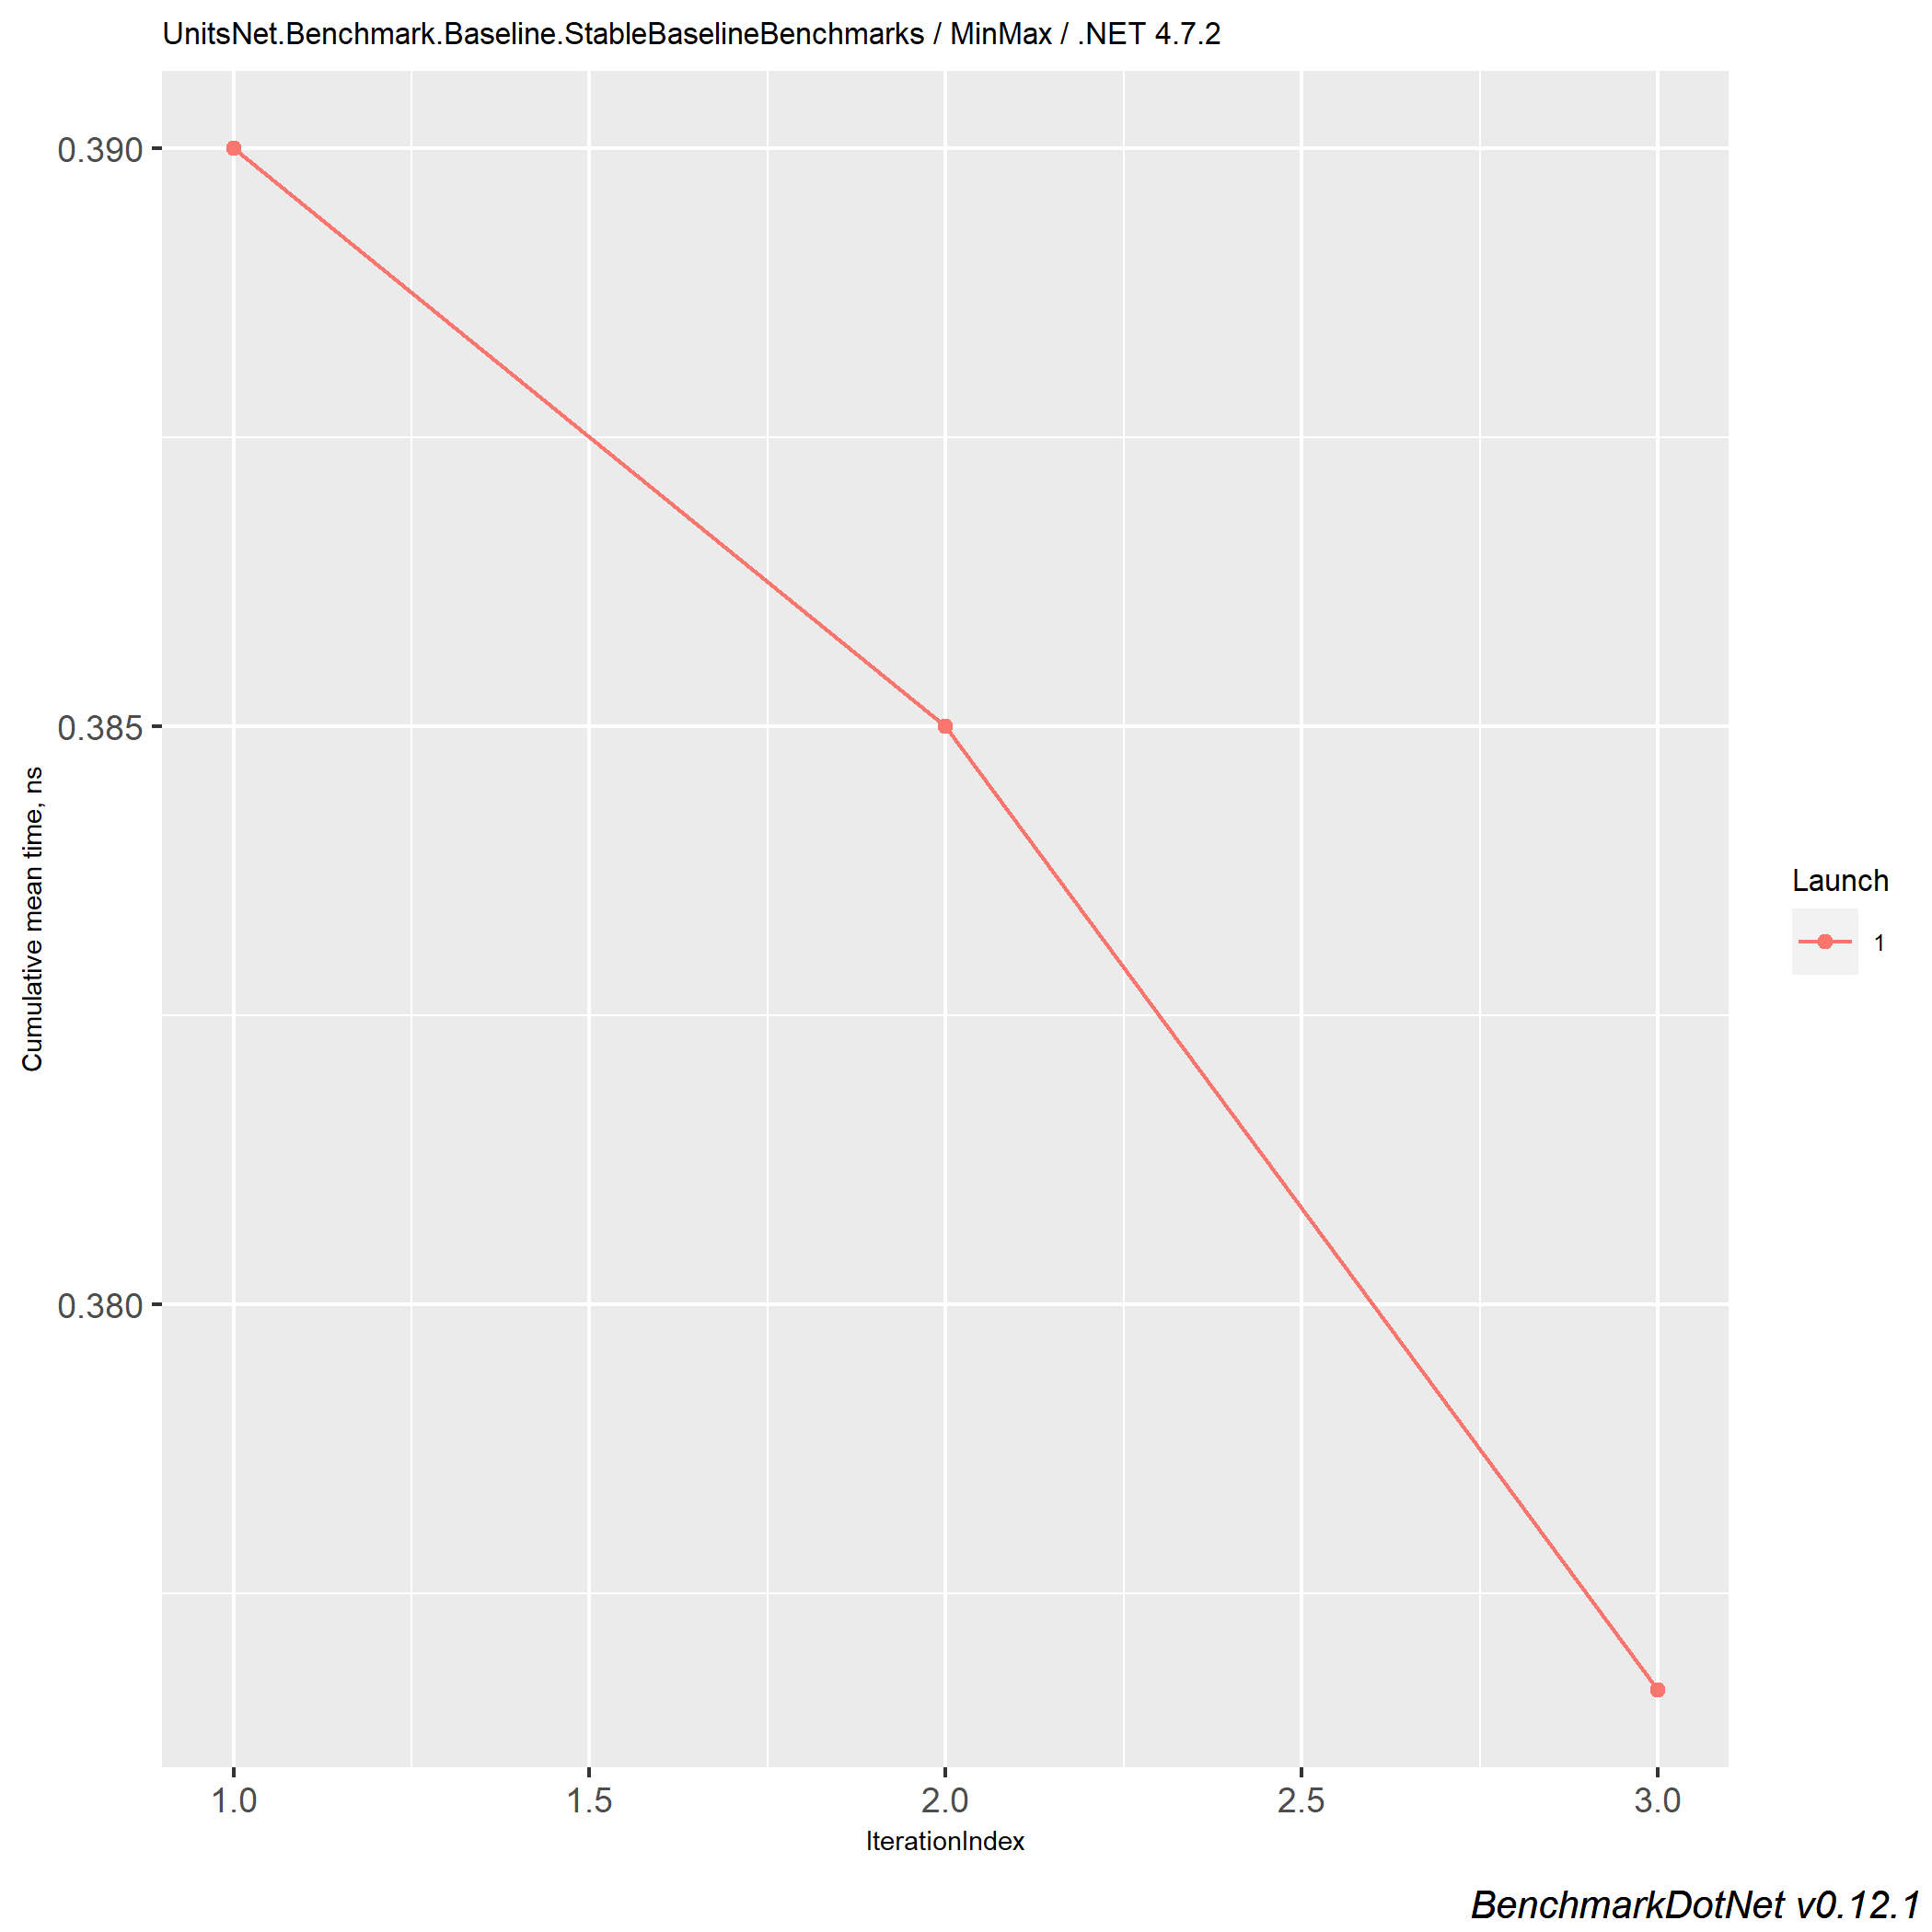 UnitsNet.Benchmark.Baseline.StableBaselineBenchmarks / MinMax / .NET 4.7.2
0.390
0.385
0.380
Cumulative mean time, ns
1.0 1.5 2.0 2.5 3.0
IterationIndex
Launch
1
BenchmarkDotNet v0.12.1